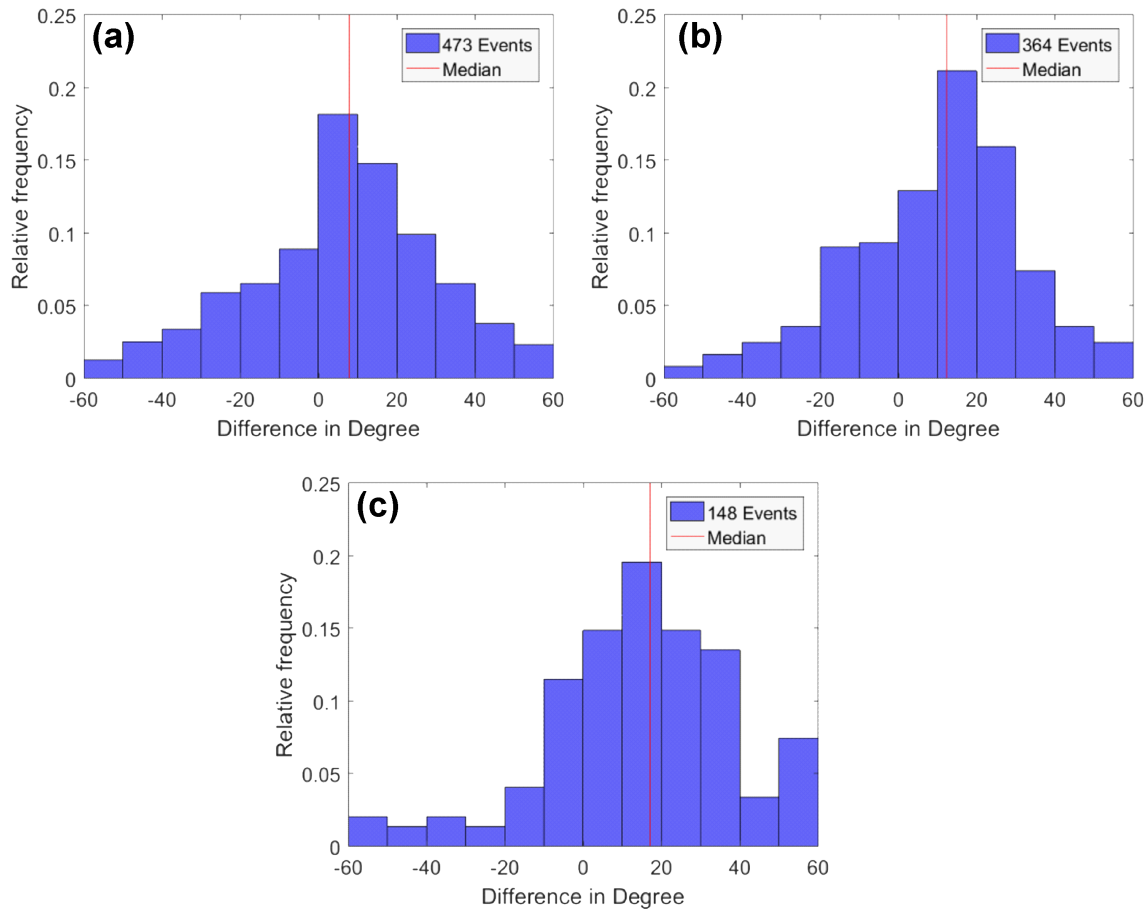 (a)
473 Events
Median
0.25
0.2
0.15
0.1
0.05
0
Relative frequency
-60 -40 -20 0 20 40 60
Difference in Degree
(b)
364 Events
Median
0.25
0.2
0.15
0.1
0.05
0
Relative frequency
-60 -40 -20 0 20 40 60
Difference in Degree
(c)
148 Events
Median
0.25
0.2
0.15
0.1
0.05
0
Relative frequency
-60 -40 -20 0 20 40 60
Difference in Degree